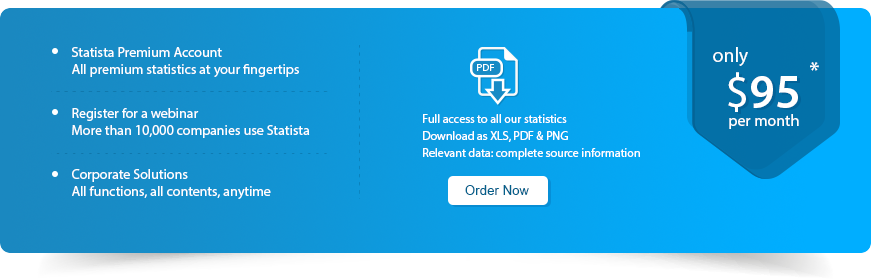 Statista Premium Account
All premium statistics at your fingertips
Register for a webinar
More than 10,000 companies use Statista
Corporate Solutions
All functions, all contents, anytime
PDF
Full access to all our statistics
Download as XLS, PDF & PNG
Relevant data: complete source information
Order Now
only
$95 *
per month